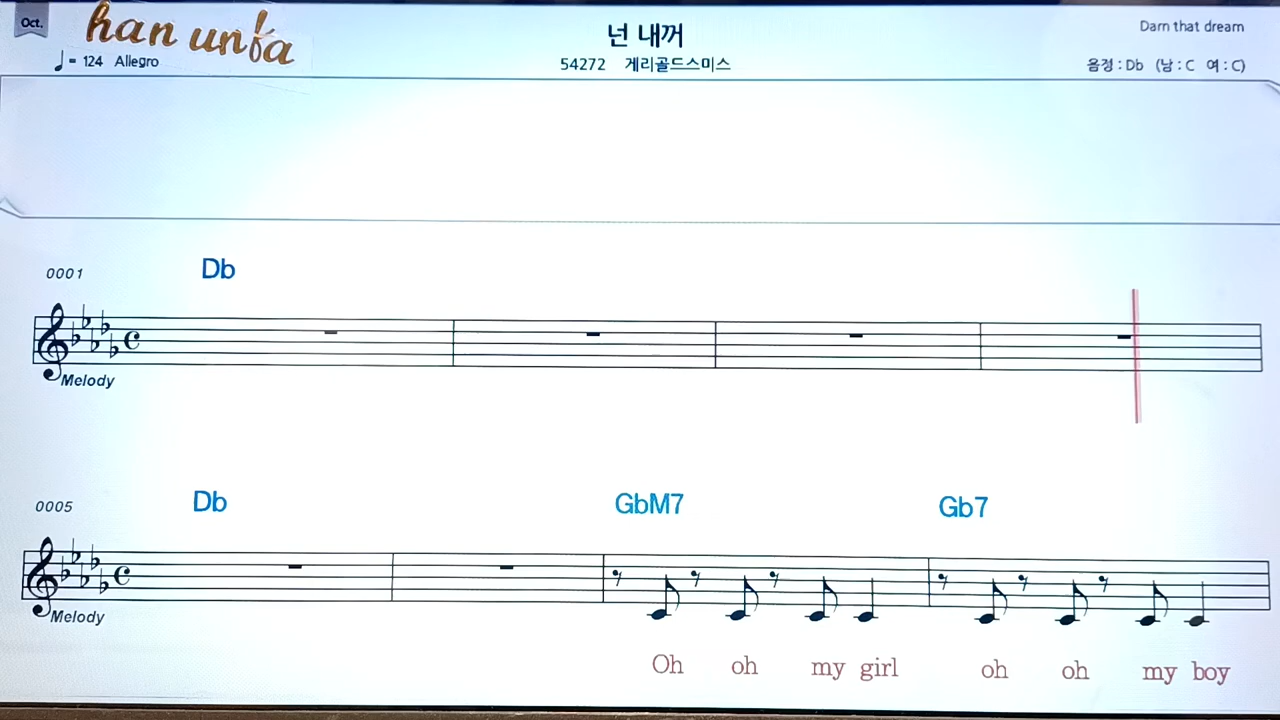 Oct.
han un!fa
넌 내꺼
Darn that dream
♩ = 124 Allegro
54272 게리골드스미스
음정 : Db (남 : C 여 : C)
0001
Db
Melody
0005
Db GbM7 Gb7
Melody
Oh oh my girl oh oh my boy